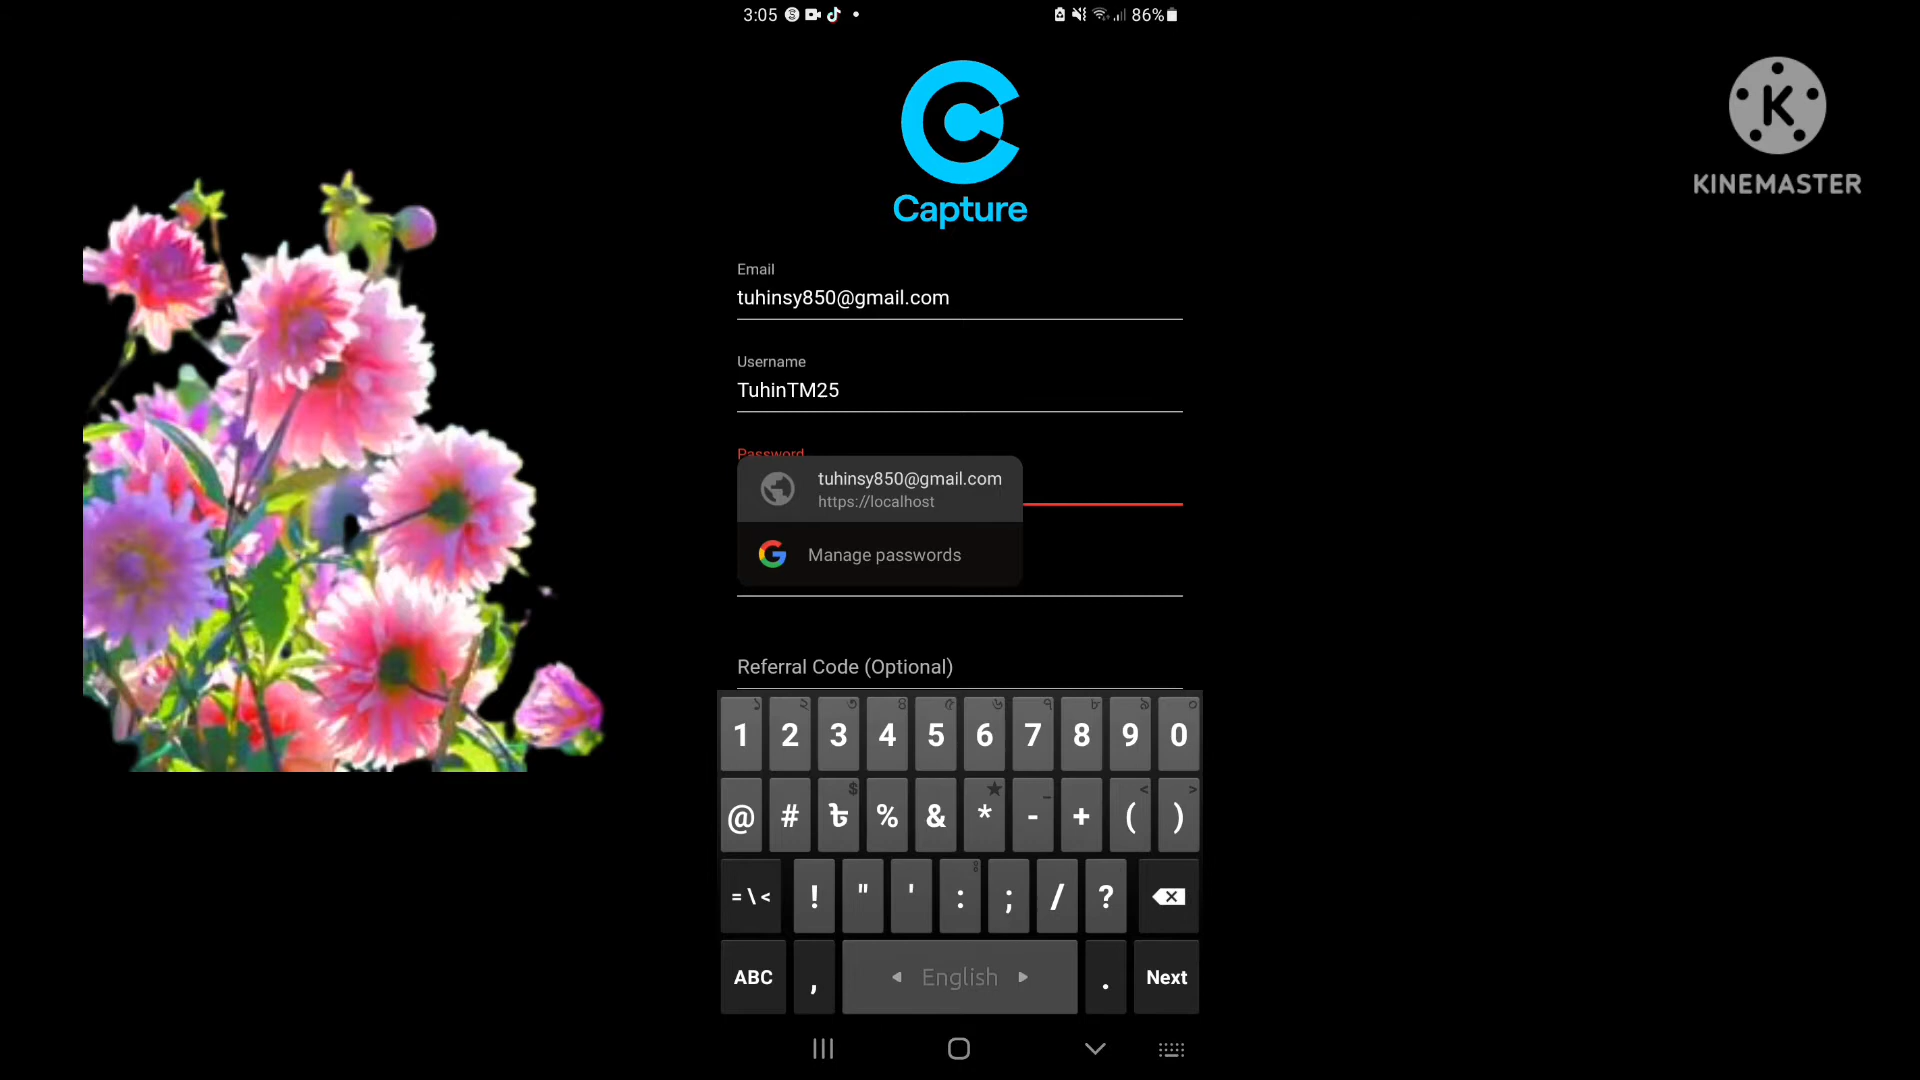 3:05 86%
Capture
KINEMASTER
Email
tuhinsy850@gmail.com
Username
TuhinTM25
Password
tuhinsy850@gmail.com
https://localhost
Manage passwords
Referral Code (Optional)
1 2 3 4 5 6 7 8 9 0
@ # ৳ % & * - + ( )
= \ < ! " ' : ; / ?
ABC , English . Next